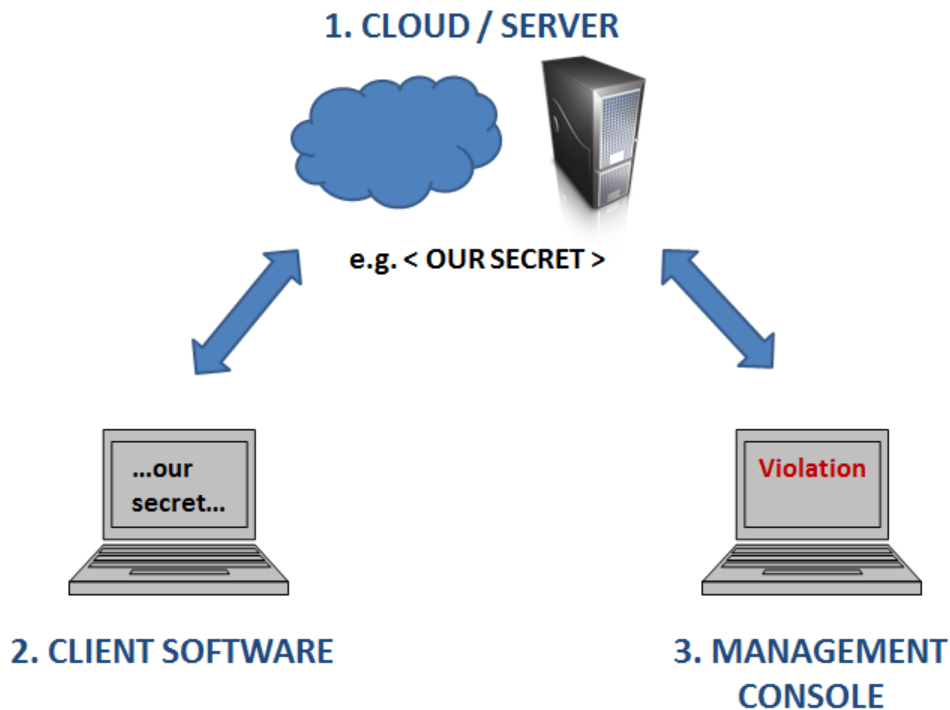 1. CLOUD / SERVER
e.g. < OUR SECRET >
...our
secret...
Violation
2. CLIENT SOFTWARE
3. MANAGEMENT
CONSOLE